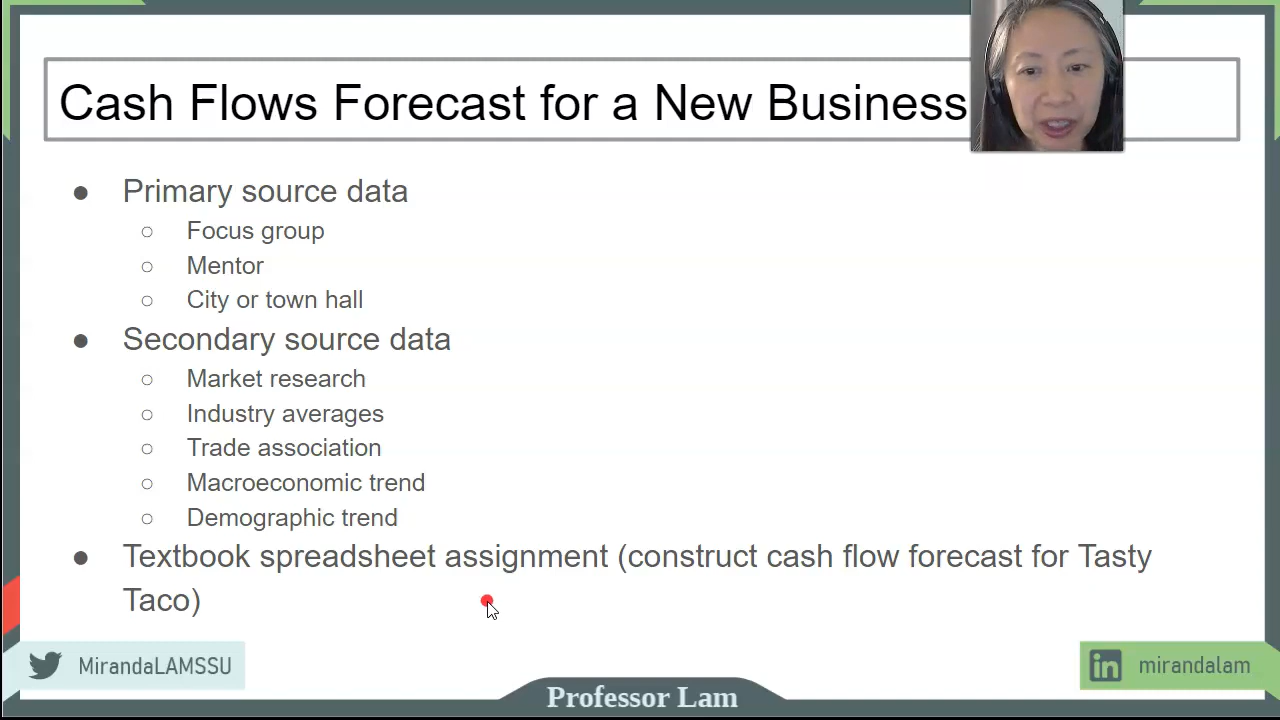 Cash Flows Forecast for a New Business
● Primary source data
○ Focus group
○ Mentor
○ City or town hall
● Secondary source data
○ Market research
○ Industry averages
○ Trade association
○ Macroeconomic trend
○ Demographic trend
● Textbook spreadsheet assignment (construct cash flow forecast for Tasty
Taco)
MirandaLAMSSU
in mirandalam
Professor Lam